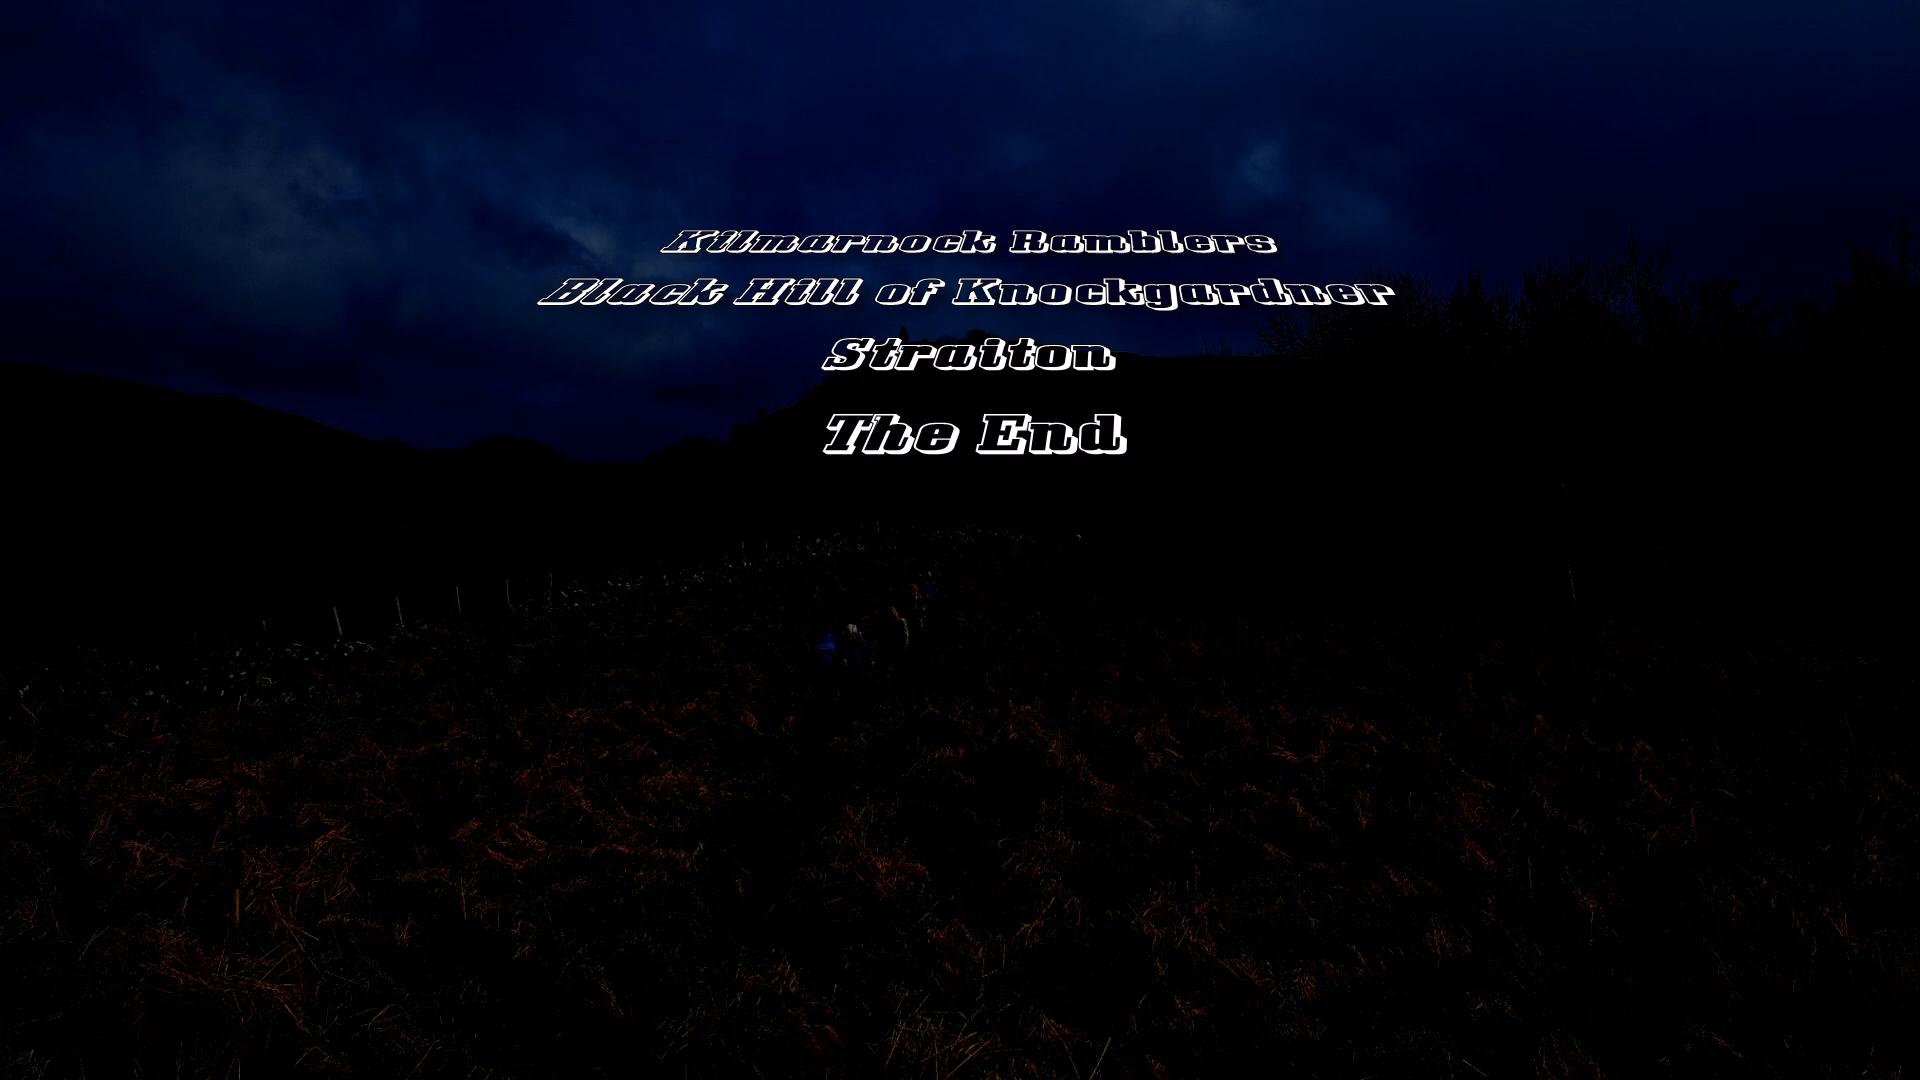 Kilmarnock Ramblers
Black Hill of Knockgardner
Straiton
The End